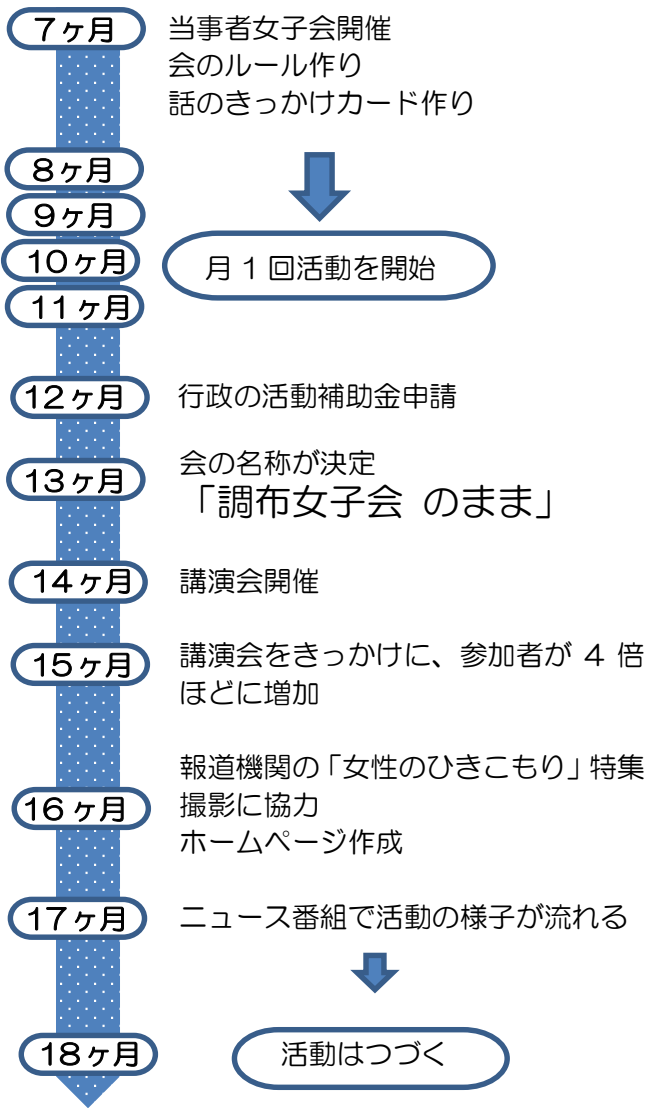 7ヶ月
当事者女子会開催
会のルール作り
話のきっかけカード作り
8ヶ月
9ヶ月
10ヶ月
月1回活動を開始
11ヶ月
12ヶ月
行政の活動補助金申請
13ヶ月
会の名称が決定
「調布女子会 のまま」
14ヶ月
講演会開催
15ヶ月
講演会をきっかけに、参加者が 4 倍
ほどに増加
16ヶ月
報道機関の「女性のひきこもり」特集
撮影に協力
ホームページ作成
17ヶ月
ニュース番組で活動の様子が流れる
18ヶ月
活動はつづく